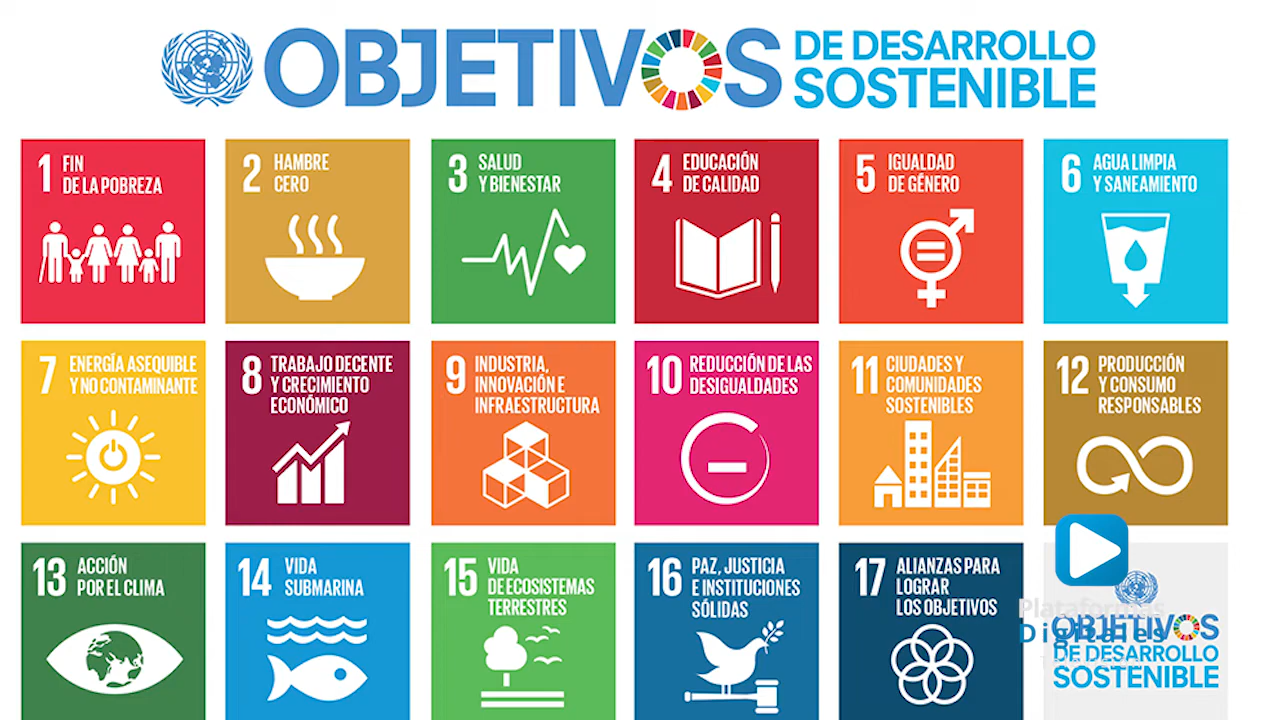 OBJETIVOS
DE DESARROLLO
SOSTENIBLE
1 FIN
DE LA POBREZA
2 HAMBRE
CERO
3 SALUD
Y BIENESTAR
4 EDUCACIÓN
DE CALIDAD
5 IGUALDAD
DE GÉNERO
6 AGUA LIMPIA
Y SANEAMIENTO
7 ENERGÍA ASEQUIBLE
Y NO CONTAMINANTE
8 TRABAJO DECENTE
Y CRECIMIENTO
ECONÓMICO
9 INDUSTRIA,
INNOVACIÓN E
INFRAESTRUCTURA
10 REDUCCIÓN DE LAS
DESIGUALDADES
11 CIUDADES Y
COMUNIDADES
SOSTENIBLES
12 PRODUCCIÓN
Y CONSUMO
RESPONSABLES
13 ACCIÓN
POR EL CLIMA
14 VIDA
SUBMARINA
15 VIDA
DE ECOSISTEMAS
TERRESTRES
16 PAZ, JUSTICIA
E INSTITUCIONES
SÓLIDAS
17 ALIANZAS PARA
LOGRAR
LOS OBJETIVOS
Plataformas
Digitales
OBJETIVOS
DE DESARROLLO
SOSTENIBLE